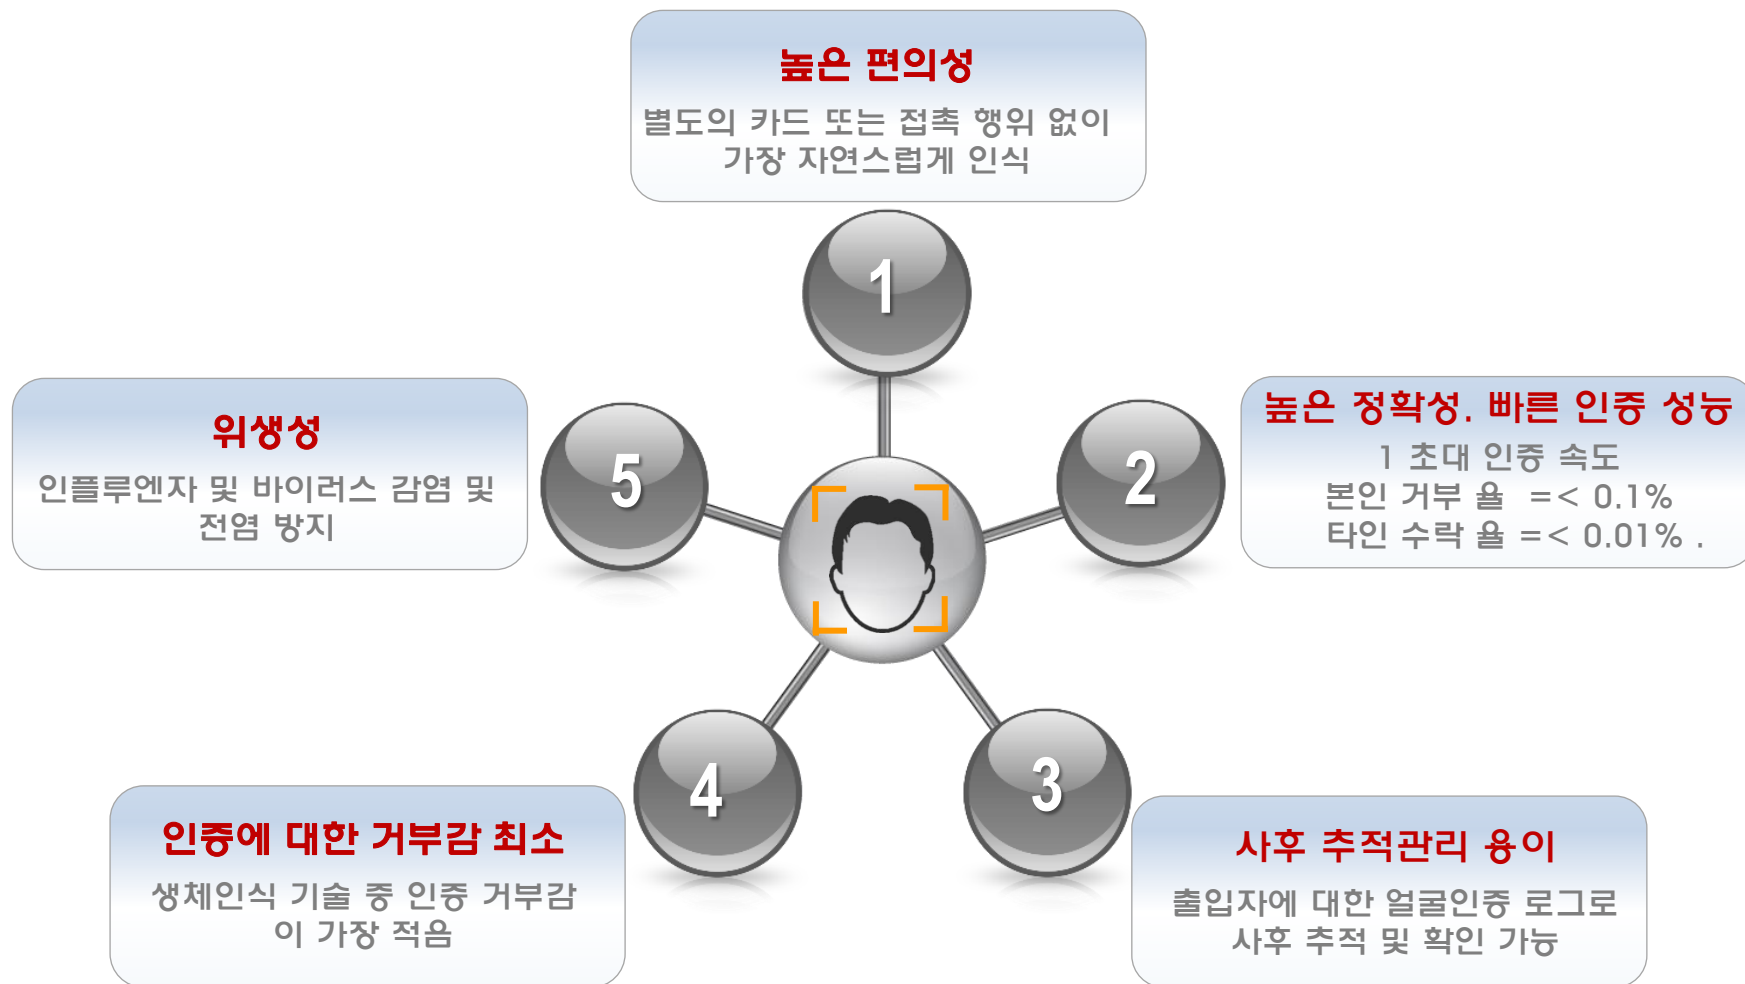 높은 편의성
별도의 카드 또는 접촉 행위 없이
가장 자연스럽게 인식
1
높은 정확성. 빠른 인증 성능
1 초대 인증 속도
본인 거부 율 =< 0.1%
타인 수락 율 =< 0.01% .
2
사후 추적관리 용이
출입자에 대한 얼굴인증 로그로
사후 추적 및 확인 가능
3
인증에 대한 거부감 최소
생체인식 기술 중 인증 거부감
이 가장 적음
4
위생성
인플루엔자 및 바이러스 감염 및
전염 방지
5